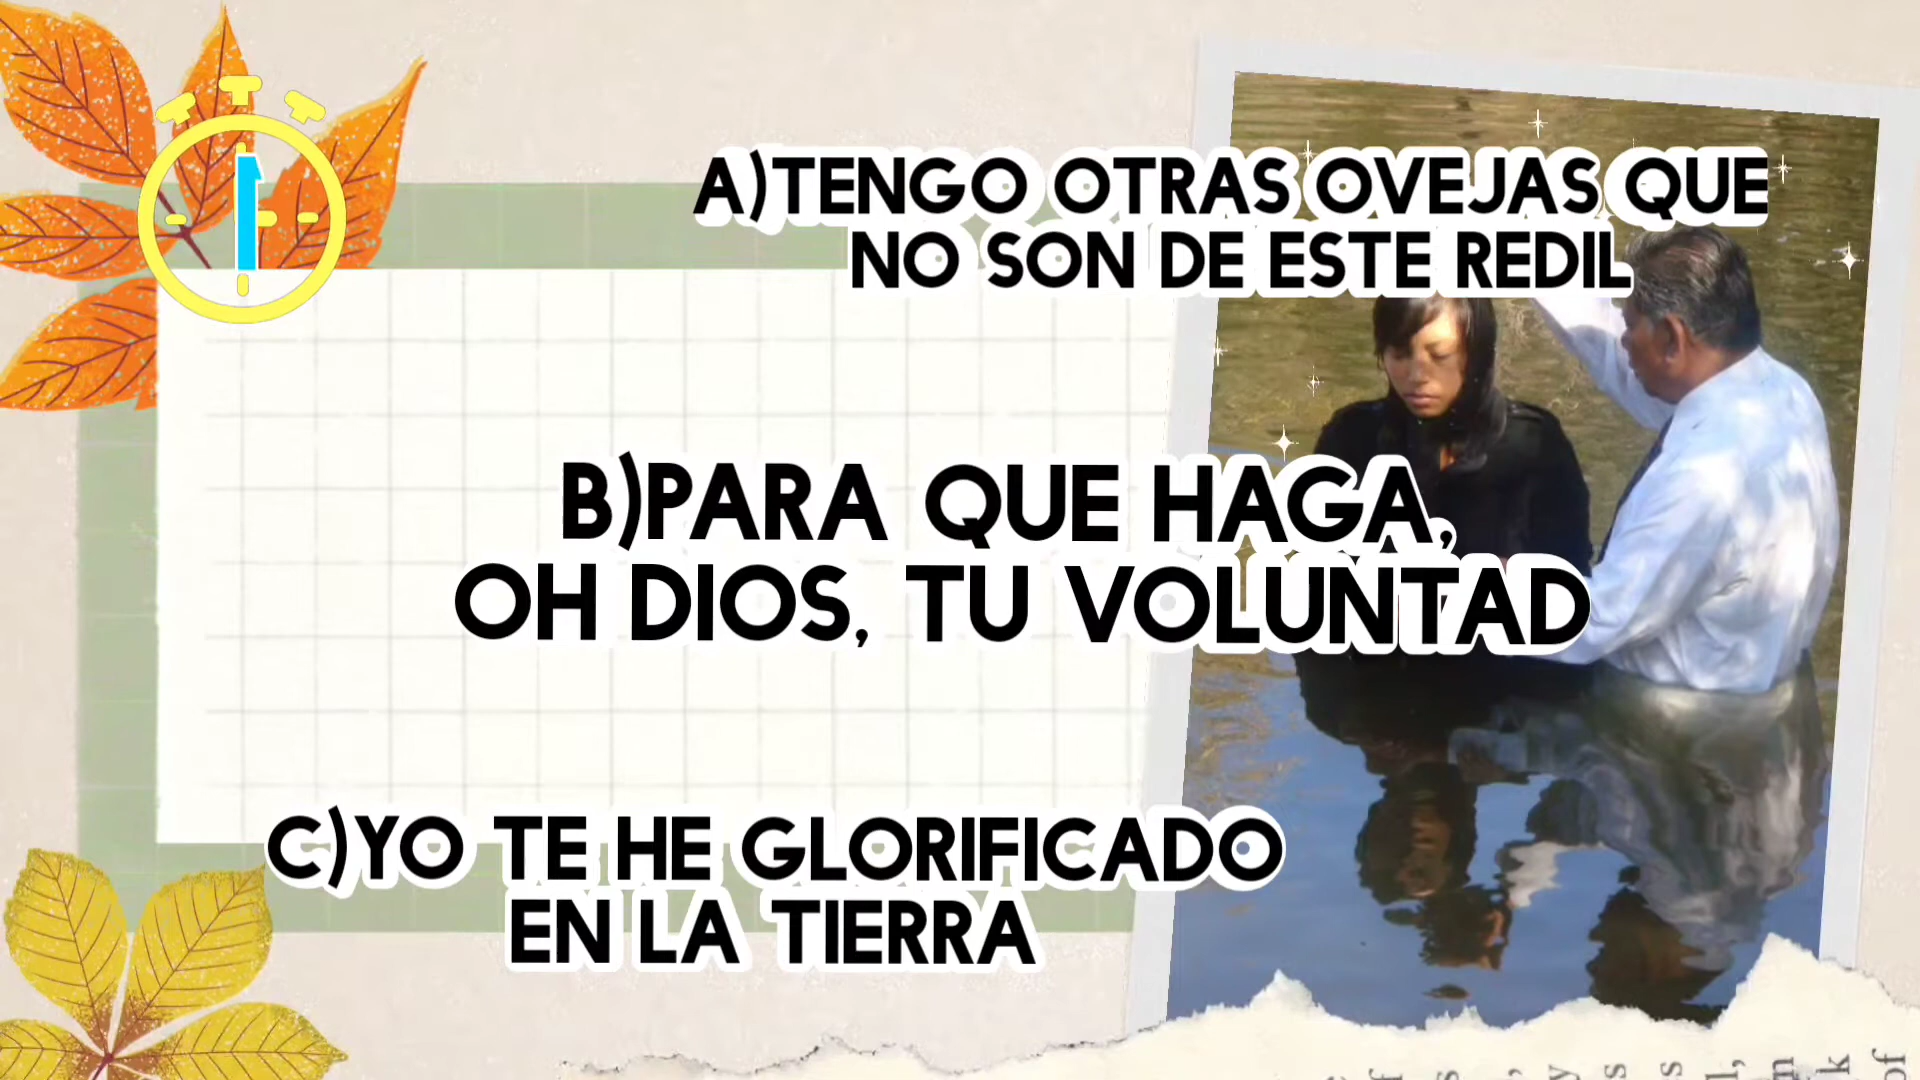 1
A)TENGO OTRAS OVEJAS QUE
NO SON DE ESTE REDIL
B)PARA QUE HAGA,
OH DIOS, TU VOLUNTAD
C)YO TE HE GLORIFICADO
EN LA TIERRA